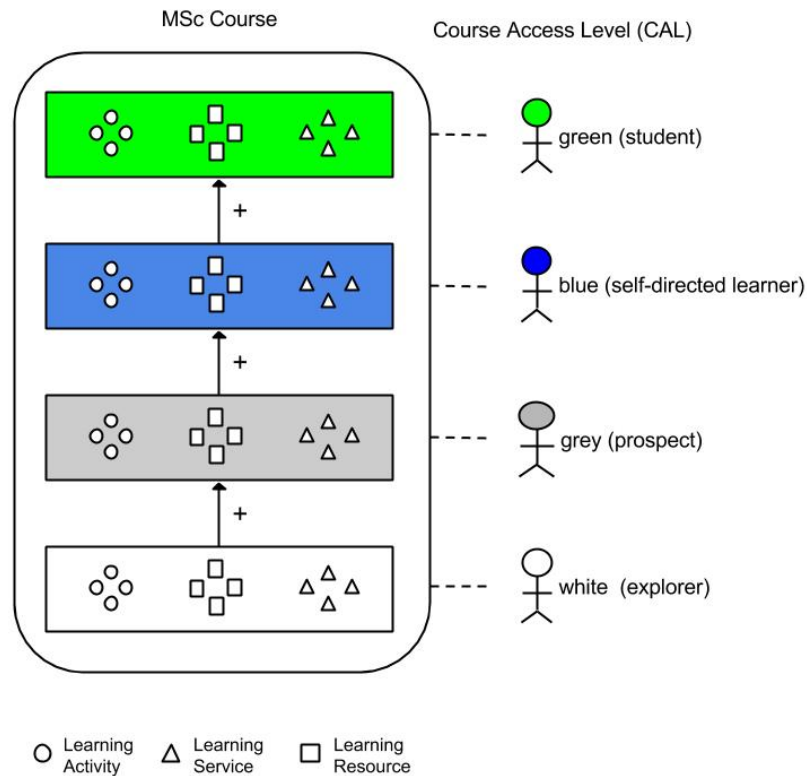 MSc Course
Course Access Level (CAL)
green (student)
+
blue (self-directed learner)
+
grey (prospect)
+
white (explorer)
Learning
Activity
Learning
Service
Learning
Resource